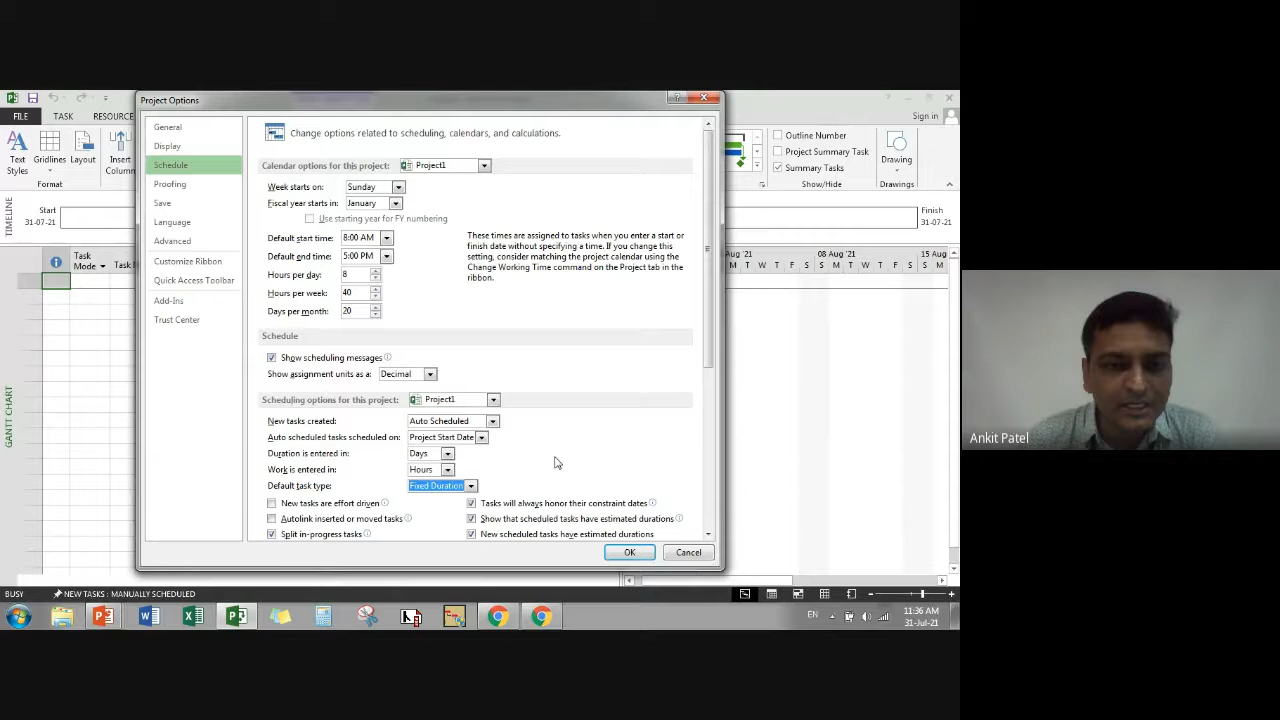 Project Options
Sign in
FILE
TASK
RESOURCE
Text
Styles
Gridlines
Layout
Format
Insert
Column
Outline Number
Project Summary Task
Summary Tasks
Show/Hide
Drawing
Drawings
TIMELINE
Start
31-07-21
Finish
31-07-21
Task
Mode
Task
Aug '21
08 Aug '21
15 Aug
M T W T F S S M T W T F S S M
GANTT CHART
General
Display
Schedule
Proofing
Save
Language
Advanced
Customize Ribbon
Quick Access Toolbar
Add-Ins
Trust Center
Change options related to scheduling, calendars, and calculations.
Calendar options for this project: Project1
Week starts on: Sunday
Fiscal year starts in: January
Use starting year for FY numbering
Default start time: 8:00 AM
Default end time: 5:00 PM
Hours per day: 8
Hours per week: 40
Days per month: 20
These times are assigned to tasks when you enter a start or
finish date without specifying a time. If you change this
setting, consider matching the project calendar using the
Change Working Time command on the Project tab in the
ribbon.
Schedule
Show scheduling messages
Show assignment units as a: Decimal
Scheduling options for this project: Project1
New tasks created: Auto Scheduled
Auto scheduled tasks scheduled on: Project Start Date
Duration is entered in: Days
Work is entered in: Hours
Default task type: Fixed Duration
New tasks are effort driven
Tasks will always honor their constraint dates
Autolink inserted or moved tasks
Show that scheduled tasks have estimated durations
Split in-progress tasks
New scheduled tasks have estimated durations
OK
Cancel
BUSY
NEW TASKS : MANUALLY SCHEDULED
EN
11:36 AM
31-Jul-21
Ankit Patel